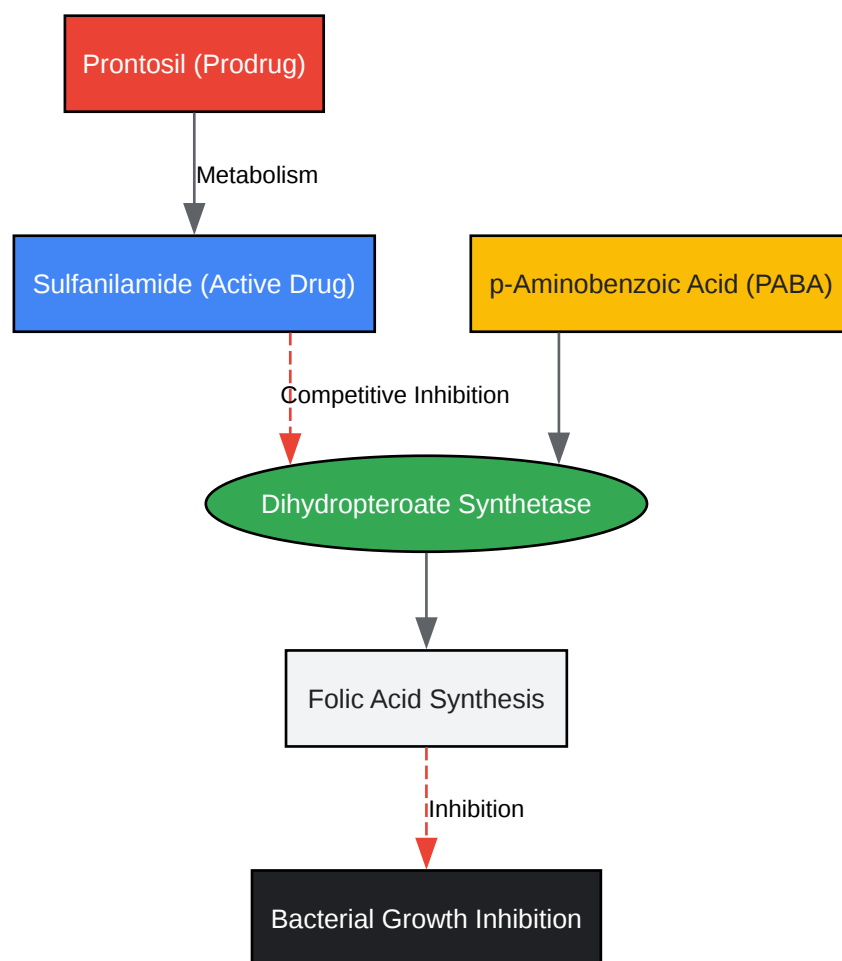 Prontosil (Prodrug)
Metabolism
Sulfanilamide (Active Drug)
p-Aminobenzoic Acid (PABA)
Competitive Inhibition
Dihydropteroate Synthetase
Folic Acid Synthesis
Inhibition
Bacterial Growth Inhibition